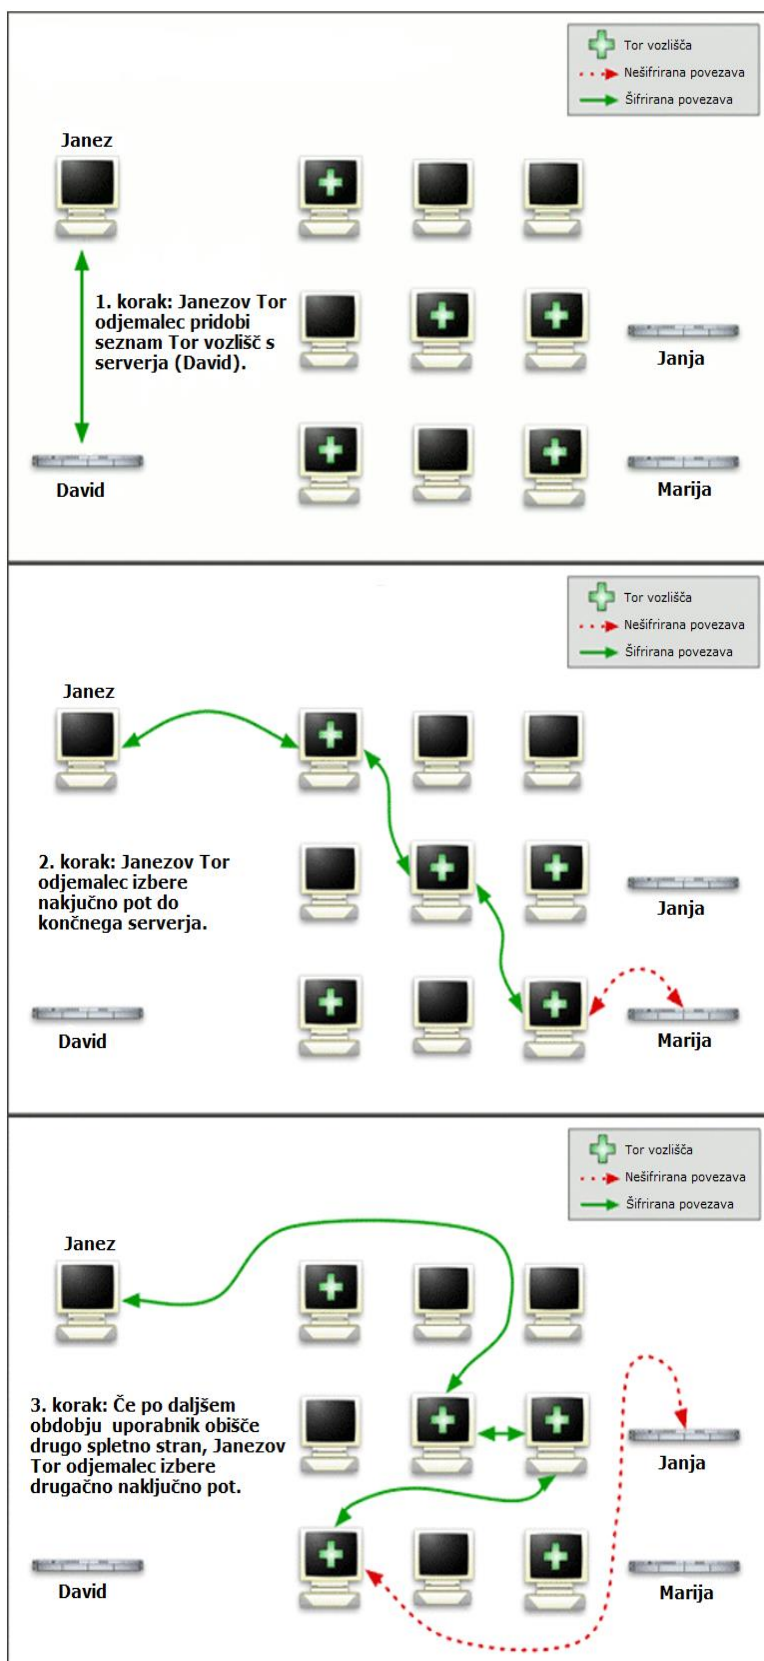 Tor vozlišča
Nešifrirana povezava
Šifrirana povezava
Janez
1. korak: Janezov Tor
odjemalec pridobi
seznam Tor vozlišč s
serverja (David).
Janja
David
Marija
Tor vozlišča
Nešifrirana povezava
Šifrirana povezava
Janez
2. korak: Janezov Tor
odjemalec izbere
nakjučno pot do
končnega serverja.
Janja
David
Marija
Tor vozlišča
Nešifrirana povezava
Šifrirana povezava
Janez
3. korak: Če po daljšem
obdobju uporabnik obišče
drugo spletno stran, Janezov
Tor odjemalec izbere
drugačno naključno pot.
Janja
David
Marija